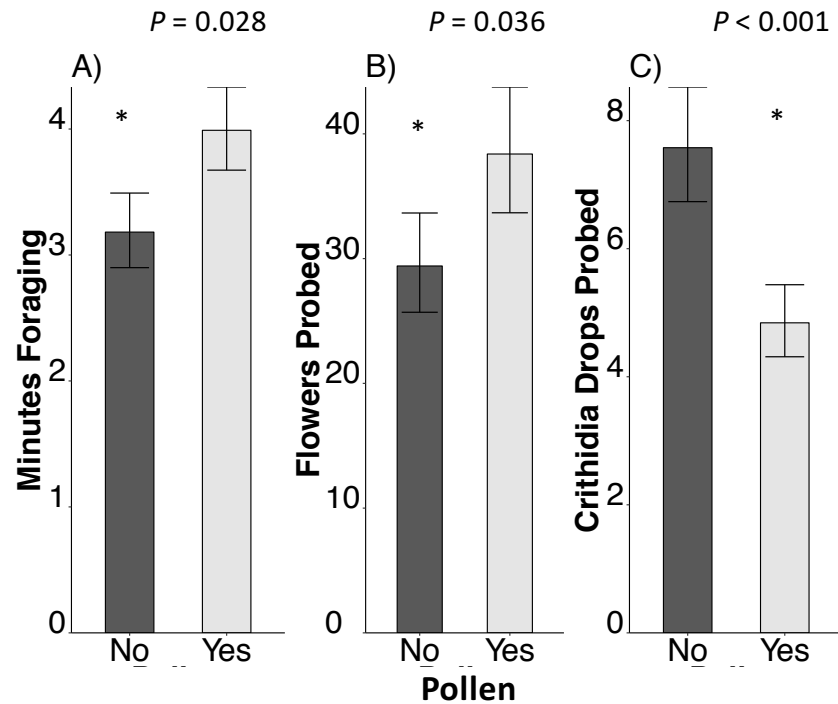 P = 0.028
P = 0.036
P < 0.001
A)
B)
C)
*
*
*
Minutes Foraging
4
3
2
1
0
Flowers Probed
40
30
20
10
0
Crithidia Drops Probed
8
6
4
2
0
No Yes
No Yes
No Yes
Pollen